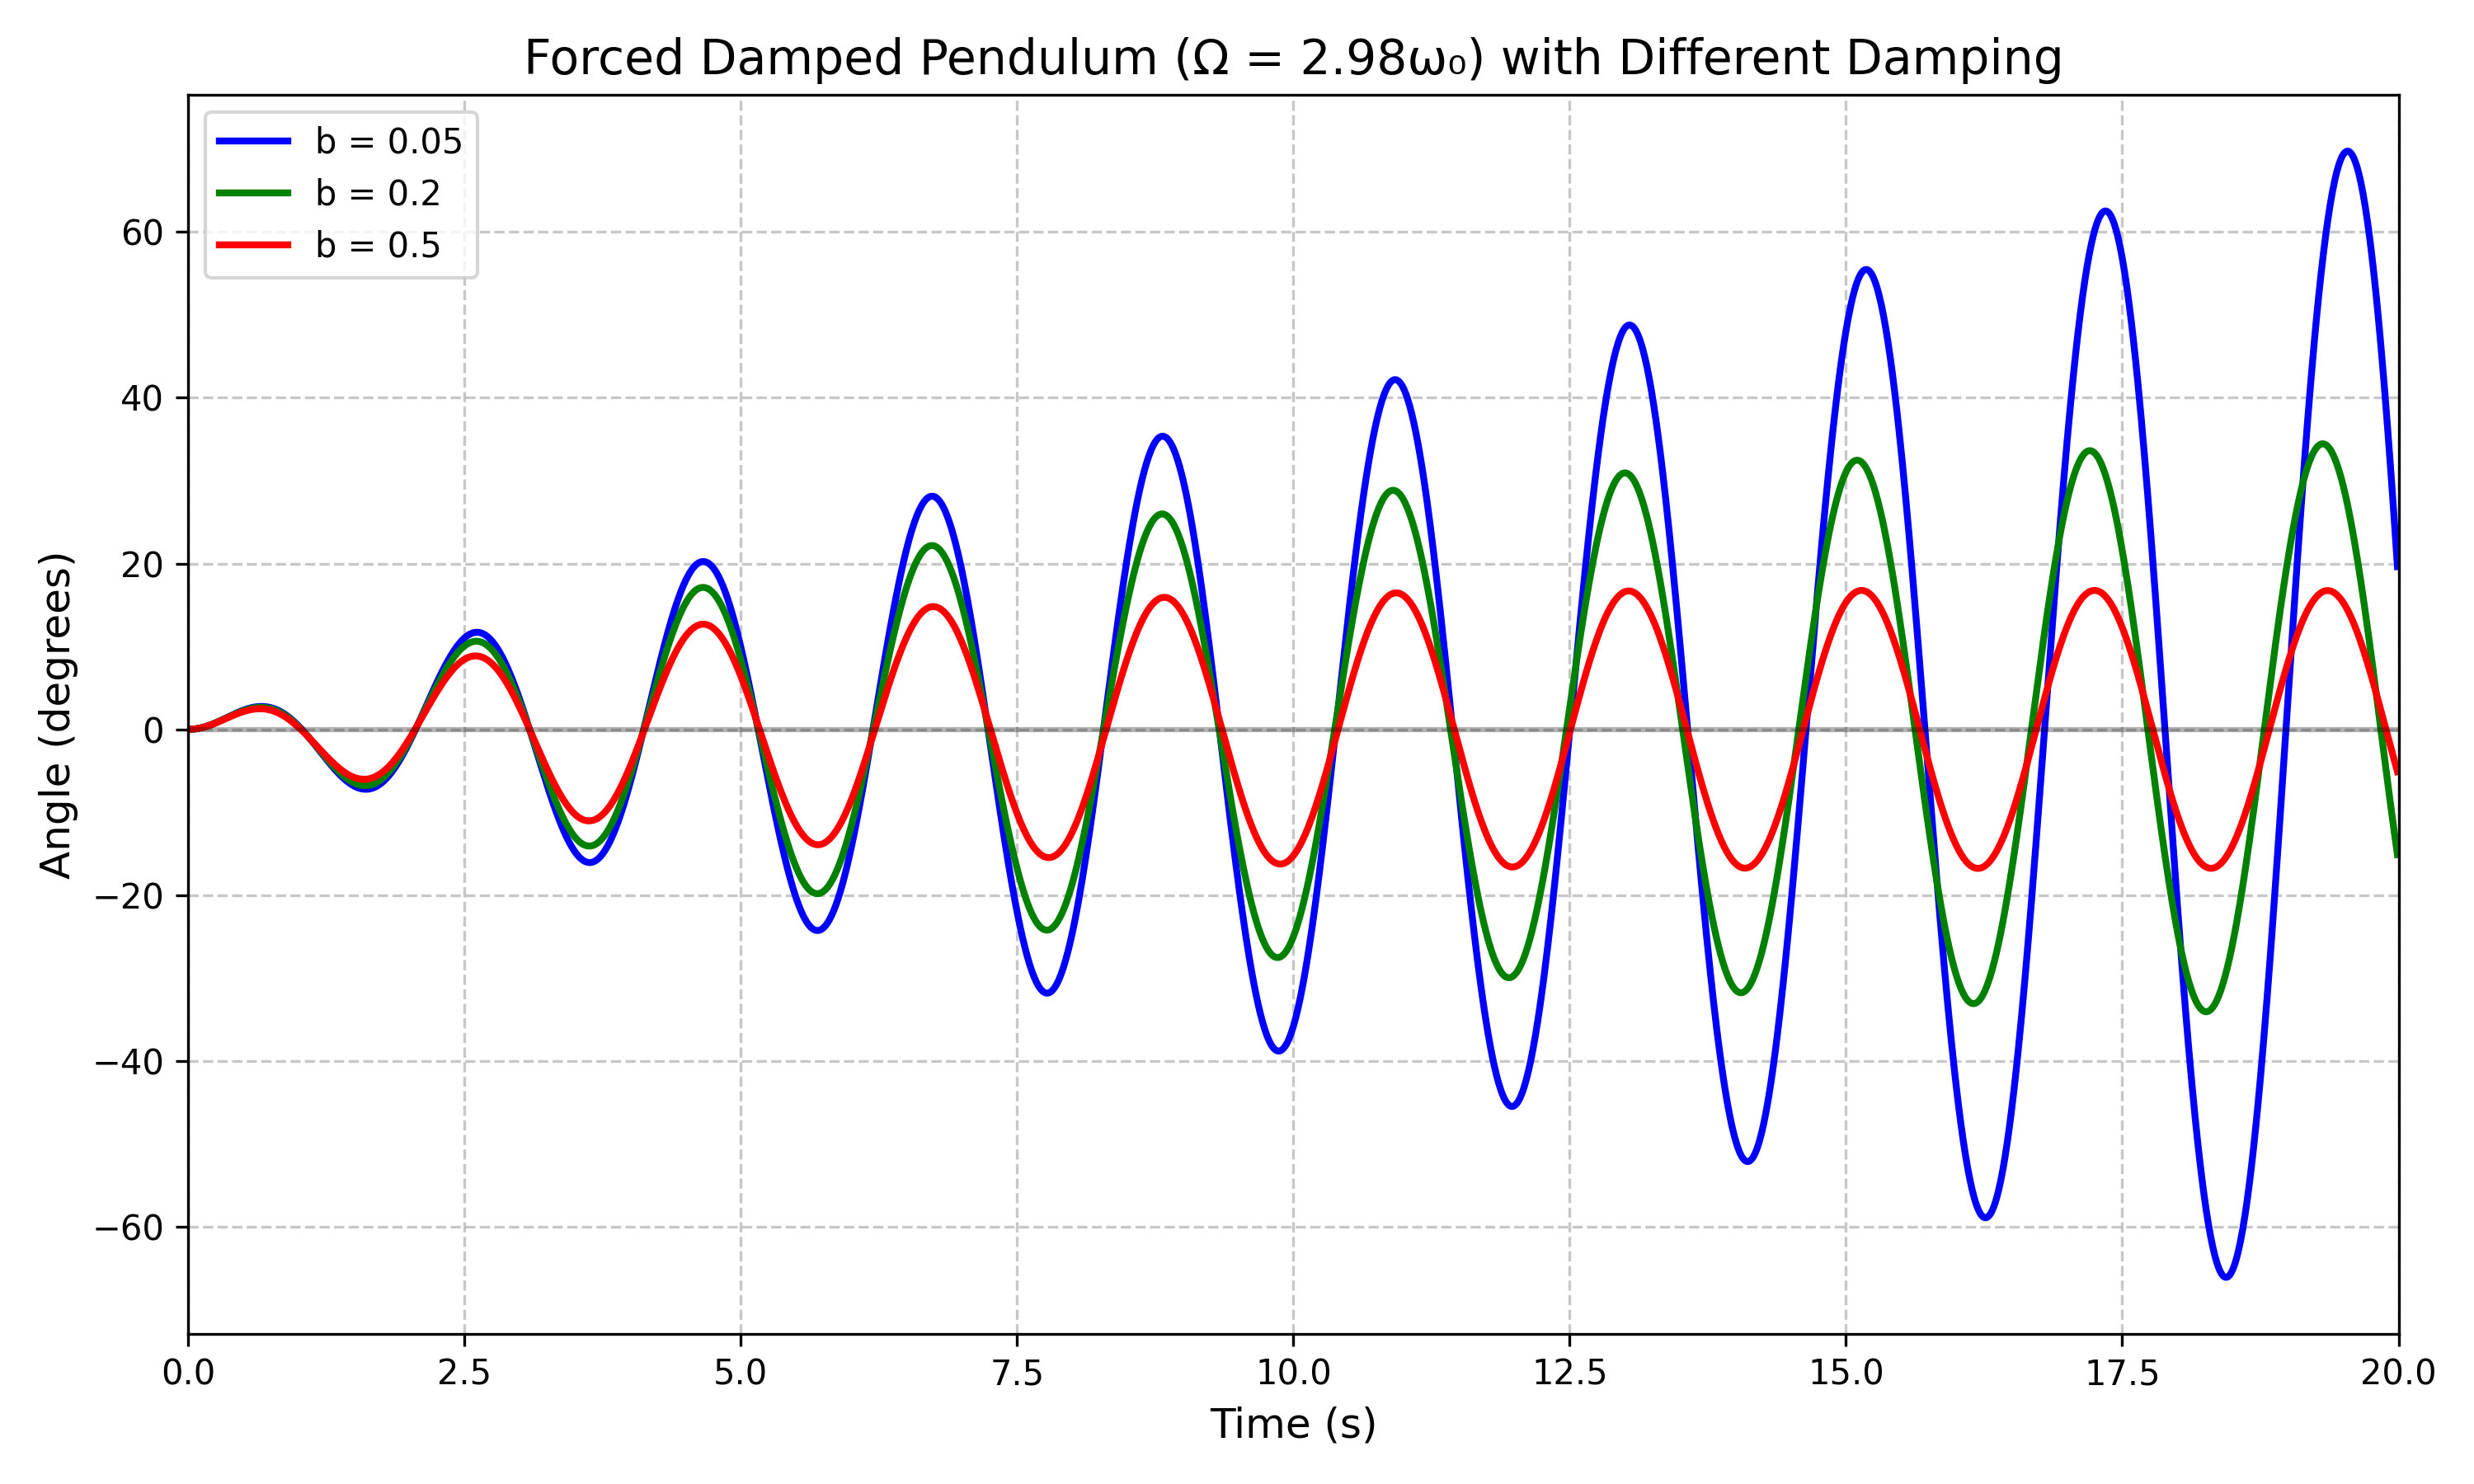 Forced Damped Pendulum (Ω = 2.98ω₀) with Different Damping
b = 0.05
b = 0.2
b = 0.5
Angle (degrees)
60
40
20
0
−20
−40
−60
0.0 2.5 5.0 7.5 10.0 12.5 15.0 17.5 20.0
Time (s)